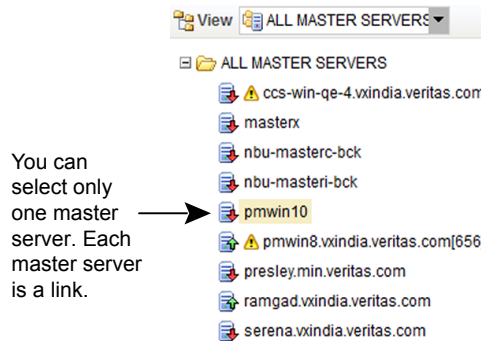 View ALL MASTER SERVERS
ALL MASTER SERVERS
ccs-win-qe-4.vxindia.veritas.com
masterx
nbu-masterc-bck
nbu-masteri-bck
pmwin10
pmwin8.vxindia.veritas.com[656
presley.min.veritas.com
ramgad.vxindia.veritas.com
serena.vxindia.veritas.com
You can
select only
one master
server. Each
master server
is a link.